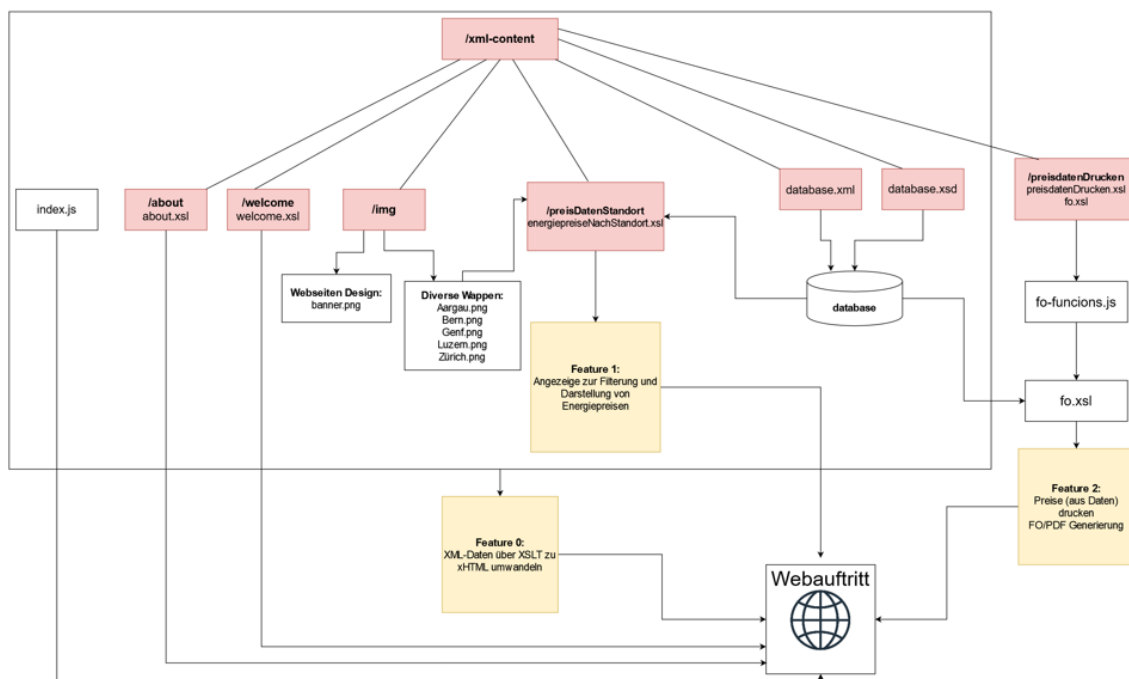 /xml-content
index.js
/about
about.xsl
/welcome
welcome.xsl
/img
/preisDatenStandort
energiepreiseNachStandort.xsl
database.xml
database.xsd
/preisdatenDrucken
preisdatenDrucken.xsl
fo.xsl
Webseiten Design:
banner.png
Diverse Wappen:
Aargau.png
Bern.png
Genf.png
Luzern.png
Zürich.png
database
fo-funcions.js
Feature 1:
Angezeige zur Filterung und
Darstellung von
Energiepreisen
fo.xsl
Feature 0:
XML-Daten über XSLT zu
xHTML umwandeln
Feature 2:
Preise (aus Daten)
drucken
FO/PDF Generierung
Webauftritt